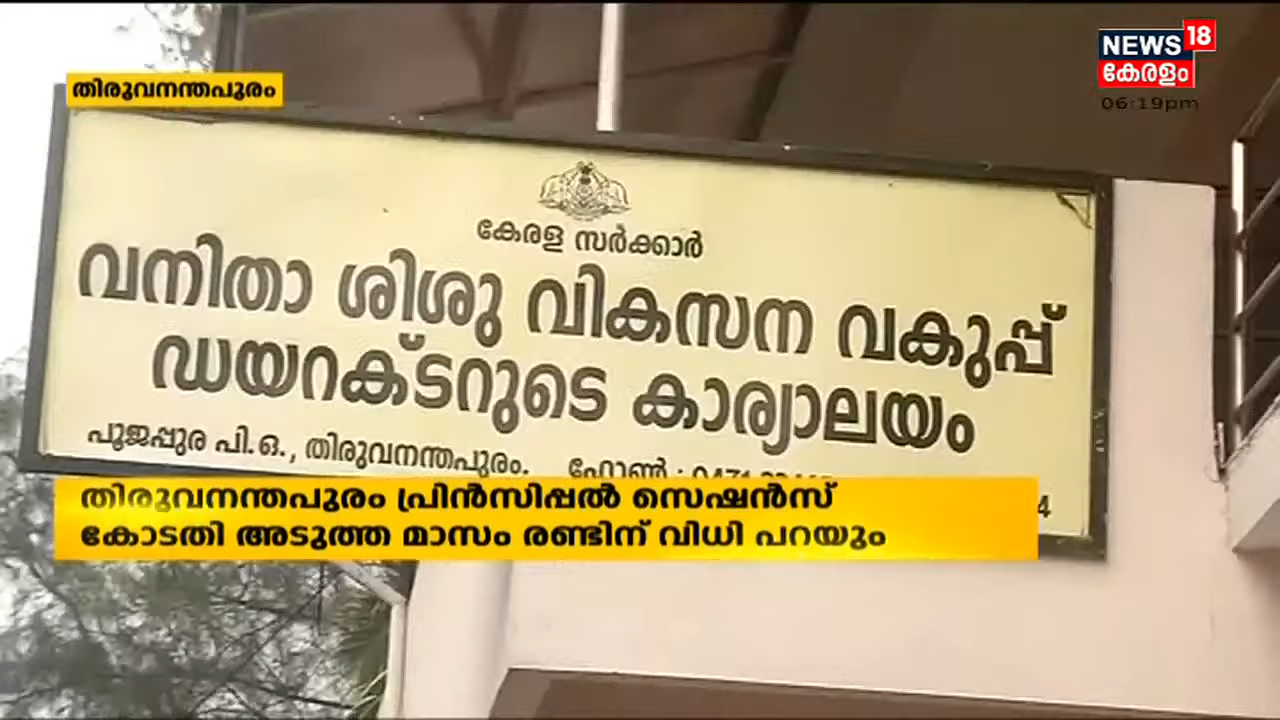 NEWS 18
കേരളം
06:19pm
തിരുവനന്തപുരം
കേരള സർക്കാർ
വനിതാ ശിശു വികസന വകുപ്പ്
ഡയറക്ടറുടെ കാര്യാലയം
പൂജപ്പുര പി.ഒ., തിരുവനന്തപുരം. ഫോൺ :
തിരുവനന്തപുരം പ്രിൻസിപ്പൽ സെഷൻസ്
കോടതി അടുത്ത മാസം രണ്ടിന് വിധി പറയും